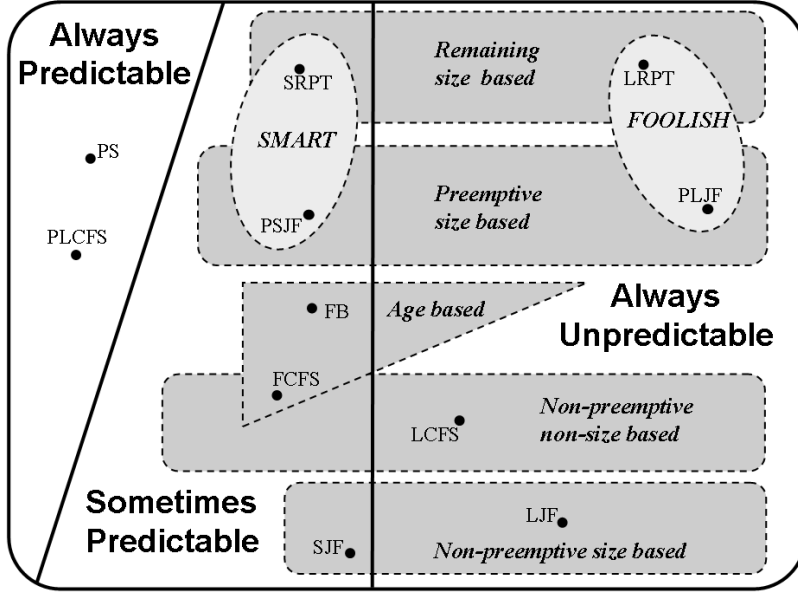 Always
Predictable
PS
PLCFS
Remaining
size based
SRPT
LRPT
SMART
FOOLISH
Preemptive
size based
PSJF
PLJF
FB
Age based
Always
Unpredictable
FCFS
LCFS
Non-preemptive
non-size based
Sometimes
Predictable
SJF
LJF
Non-preemptive size based